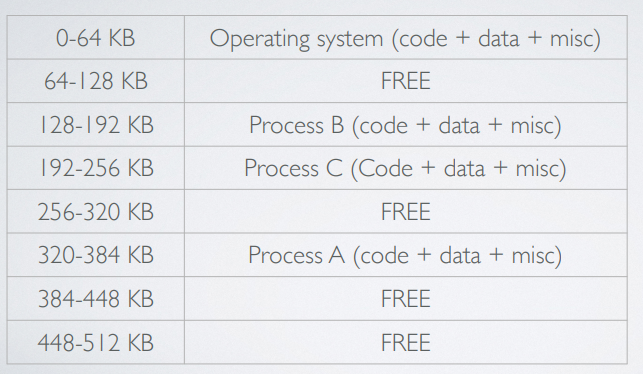 0-64 KB Operating system (code + data + misc)
64-128 KB FREE
128-192 KB Process B (code + data + misc)
192-256 KB Process C (Code + data + misc)
256-320 KB FREE
320-384 KB Process A (code + data + misc)
384-448 KB FREE
448-512 KB FREE